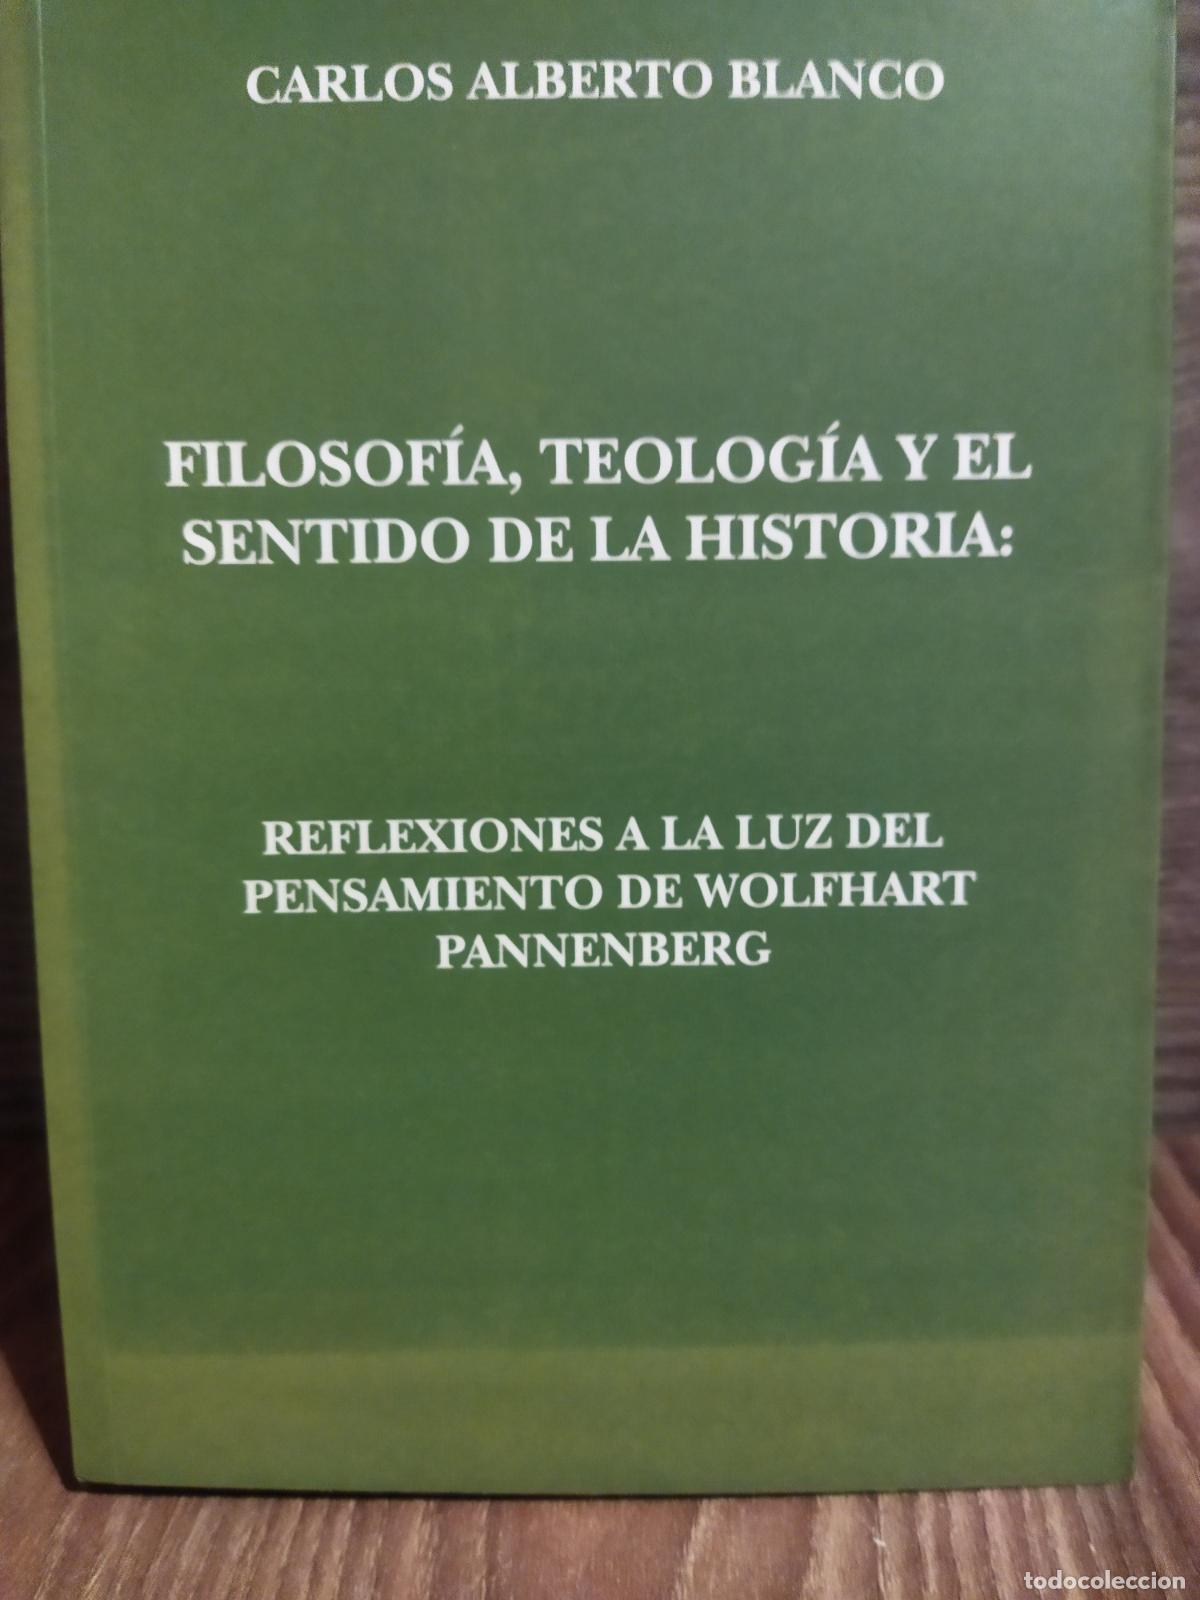 CARLOS ALBERTO BLANCO
FILOSOFÍA, TEOLOGÍA Y EL
SENTIDO DE LA HISTORIA:
REFLEXIONES A LA LUZ DEL
PENSAMIENTO DE WOLFHART
PANNENBERG
todocoleccion